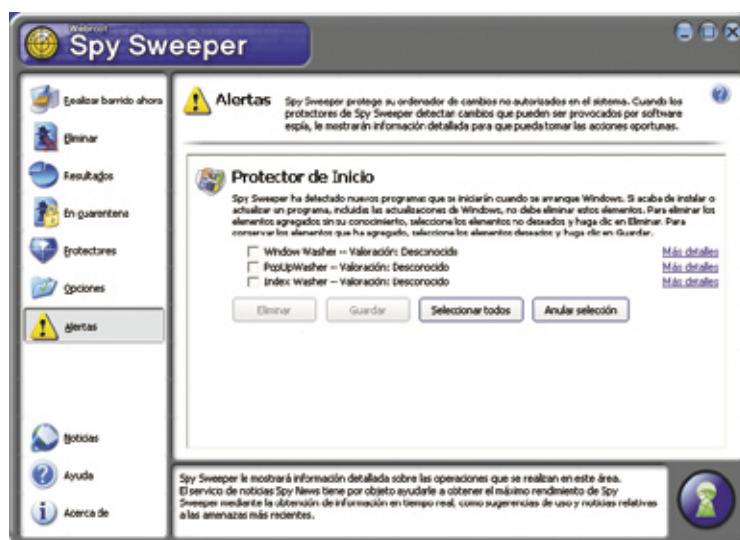 Webroot
Spy Sweeper
Realizar barrido ahora
Eliminar
Resultados
En cuarentena
Protectores
Opciones
Alertas
Noticias
Ayuda
Acerca de
Alertas
Spy Sweeper protege su ordenador de cambios no autorizados en el sistema. Cuando los
protectores de Spy Sweeper detectar cambios que pueden ser provocados por software
espía, le mostrarán información detallada para que pueda tomar las acciones oportunas.
Protector de Inicio
Spy Sweeper ha detectado nuevos programas que se iniciarán cuando se arranque Windows. Si acaba de instalar o
actualizar un programa, incluidas las actualizaciones de Windows, no debe eliminar estos elementos. Para eliminar los
elementos agregados sin su conocimiento, seleccione los elementos no deseados y haga clic en Eliminar. Para
conservar los elementos que ha agregado, seleccione los elementos deseados y haga clic en Guardar.
Window Washer -- Valoración: Desconocido Más detalles
PopUpWasher -- Valoración: Desconocido Más detalles
Index Washer -- Valoración: Desconocido Más detalles
Eliminar Guardar Seleccionar todos Anular selección
Spy Sweeper le mostrará información detallada sobre las operaciones que se realizan en este área.
El servicio de noticias Spy News tiene por objeto ayudarle a obtener el máximo rendimiento de Spy
Sweeper mediante la obtención de información en tiempo real, como sugerencias de uso y noticias relativas
a las amenazas más recientes.